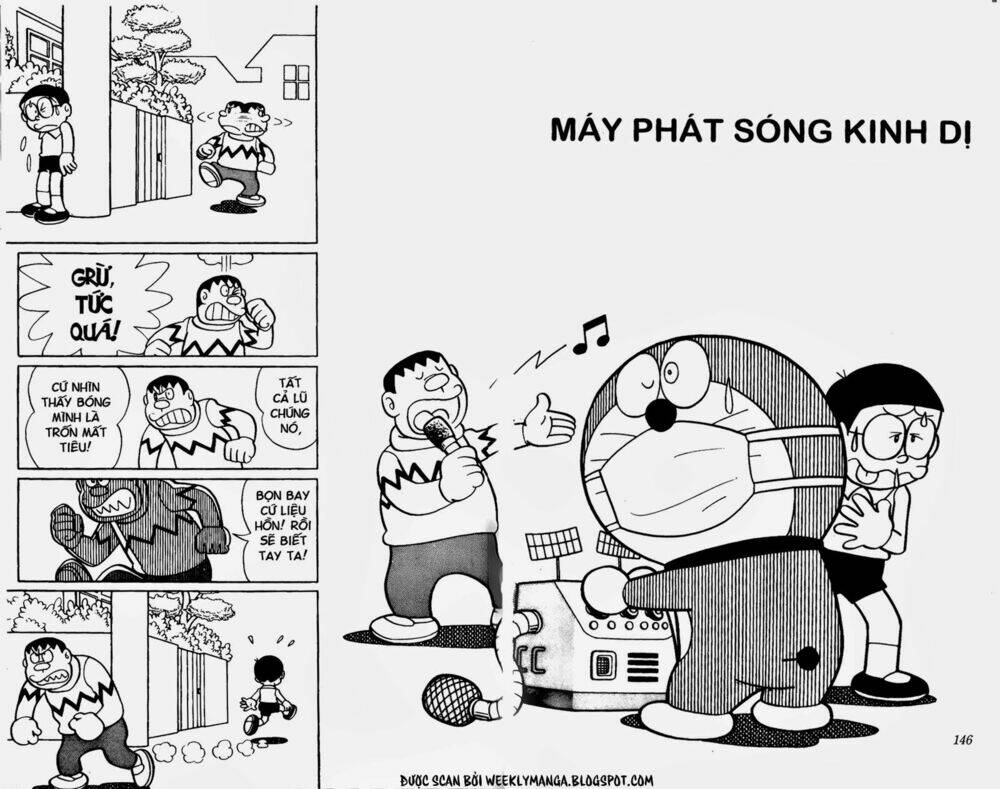 MÁY PHÁT SÓNG KINH DỊ
146
GRỪ,
TỨC
QUÁ!
TẤT
CẢ LŨ
CHÚNG
NÓ,
CỨ NHÌN
THẤY BÓNG
MÌNH LÀ
TRỐN MẤT
TIÊU!
BỌN BAY
CỨ LIỆU
HỒN! RỒI
SẼ BIẾT
TAY TA!
CC
ĐƯỢC SCAN BỞI WEEKLYMANGA.BLOGSPOT.COM